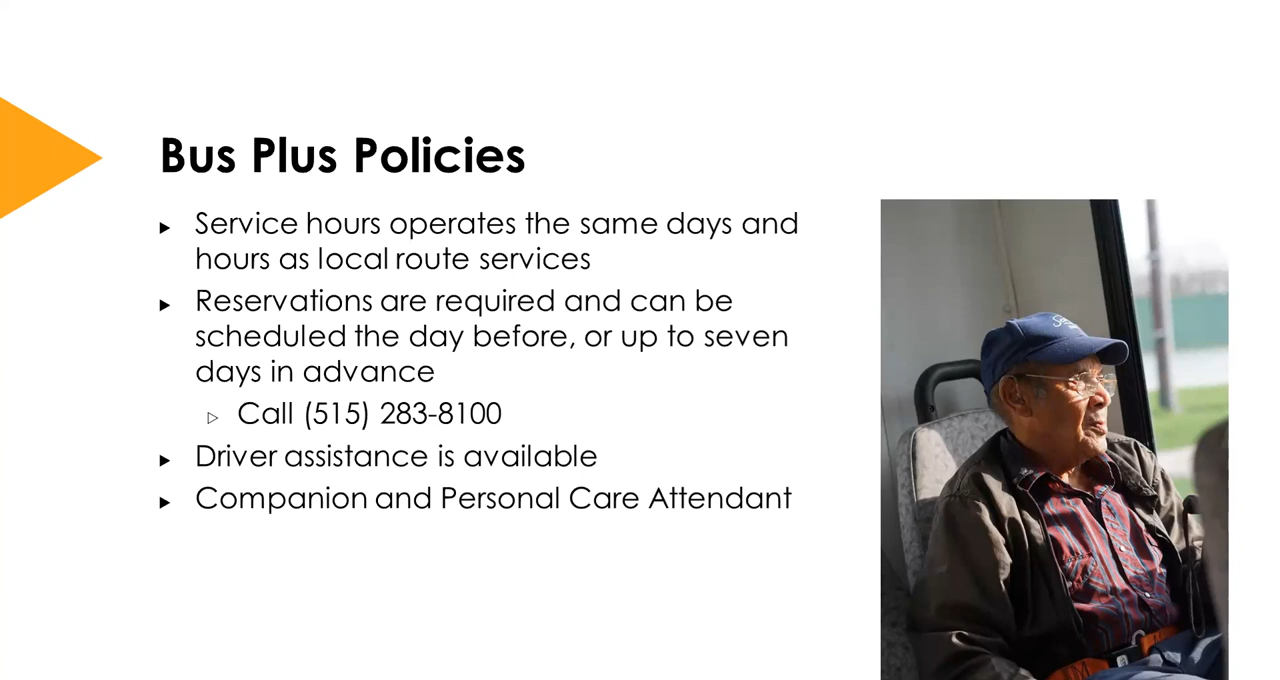 Bus Plus Policies
Service hours operates the same days and
hours as local route services
Reservations are required and can be
scheduled the day before, or up to seven
days in advance
Call (515) 283-8100
Driver assistance is available
Companion and Personal Care Attendant